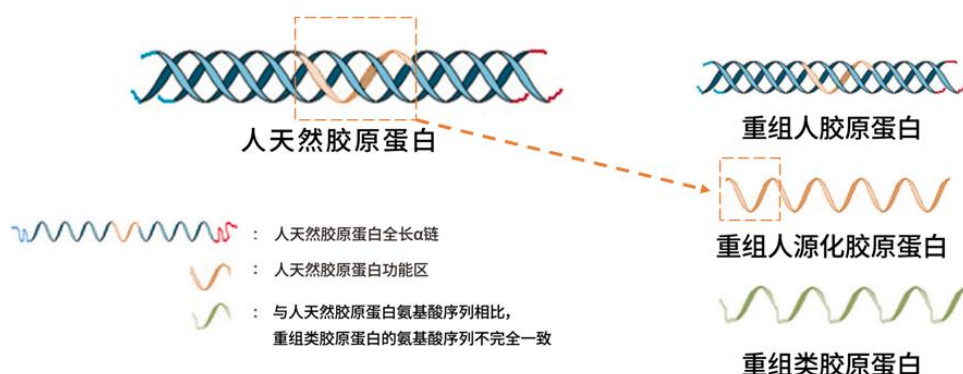 人天然胶原蛋白
重组人胶原蛋白
重组人源化胶原蛋白
重组类胶原蛋白
： 人天然胶原蛋白全长α链
： 人天然胶原蛋白功能区
： 与人天然胶原蛋白氨基酸序列相比，
重组类胶原蛋白的氨基酸序列不完全一致